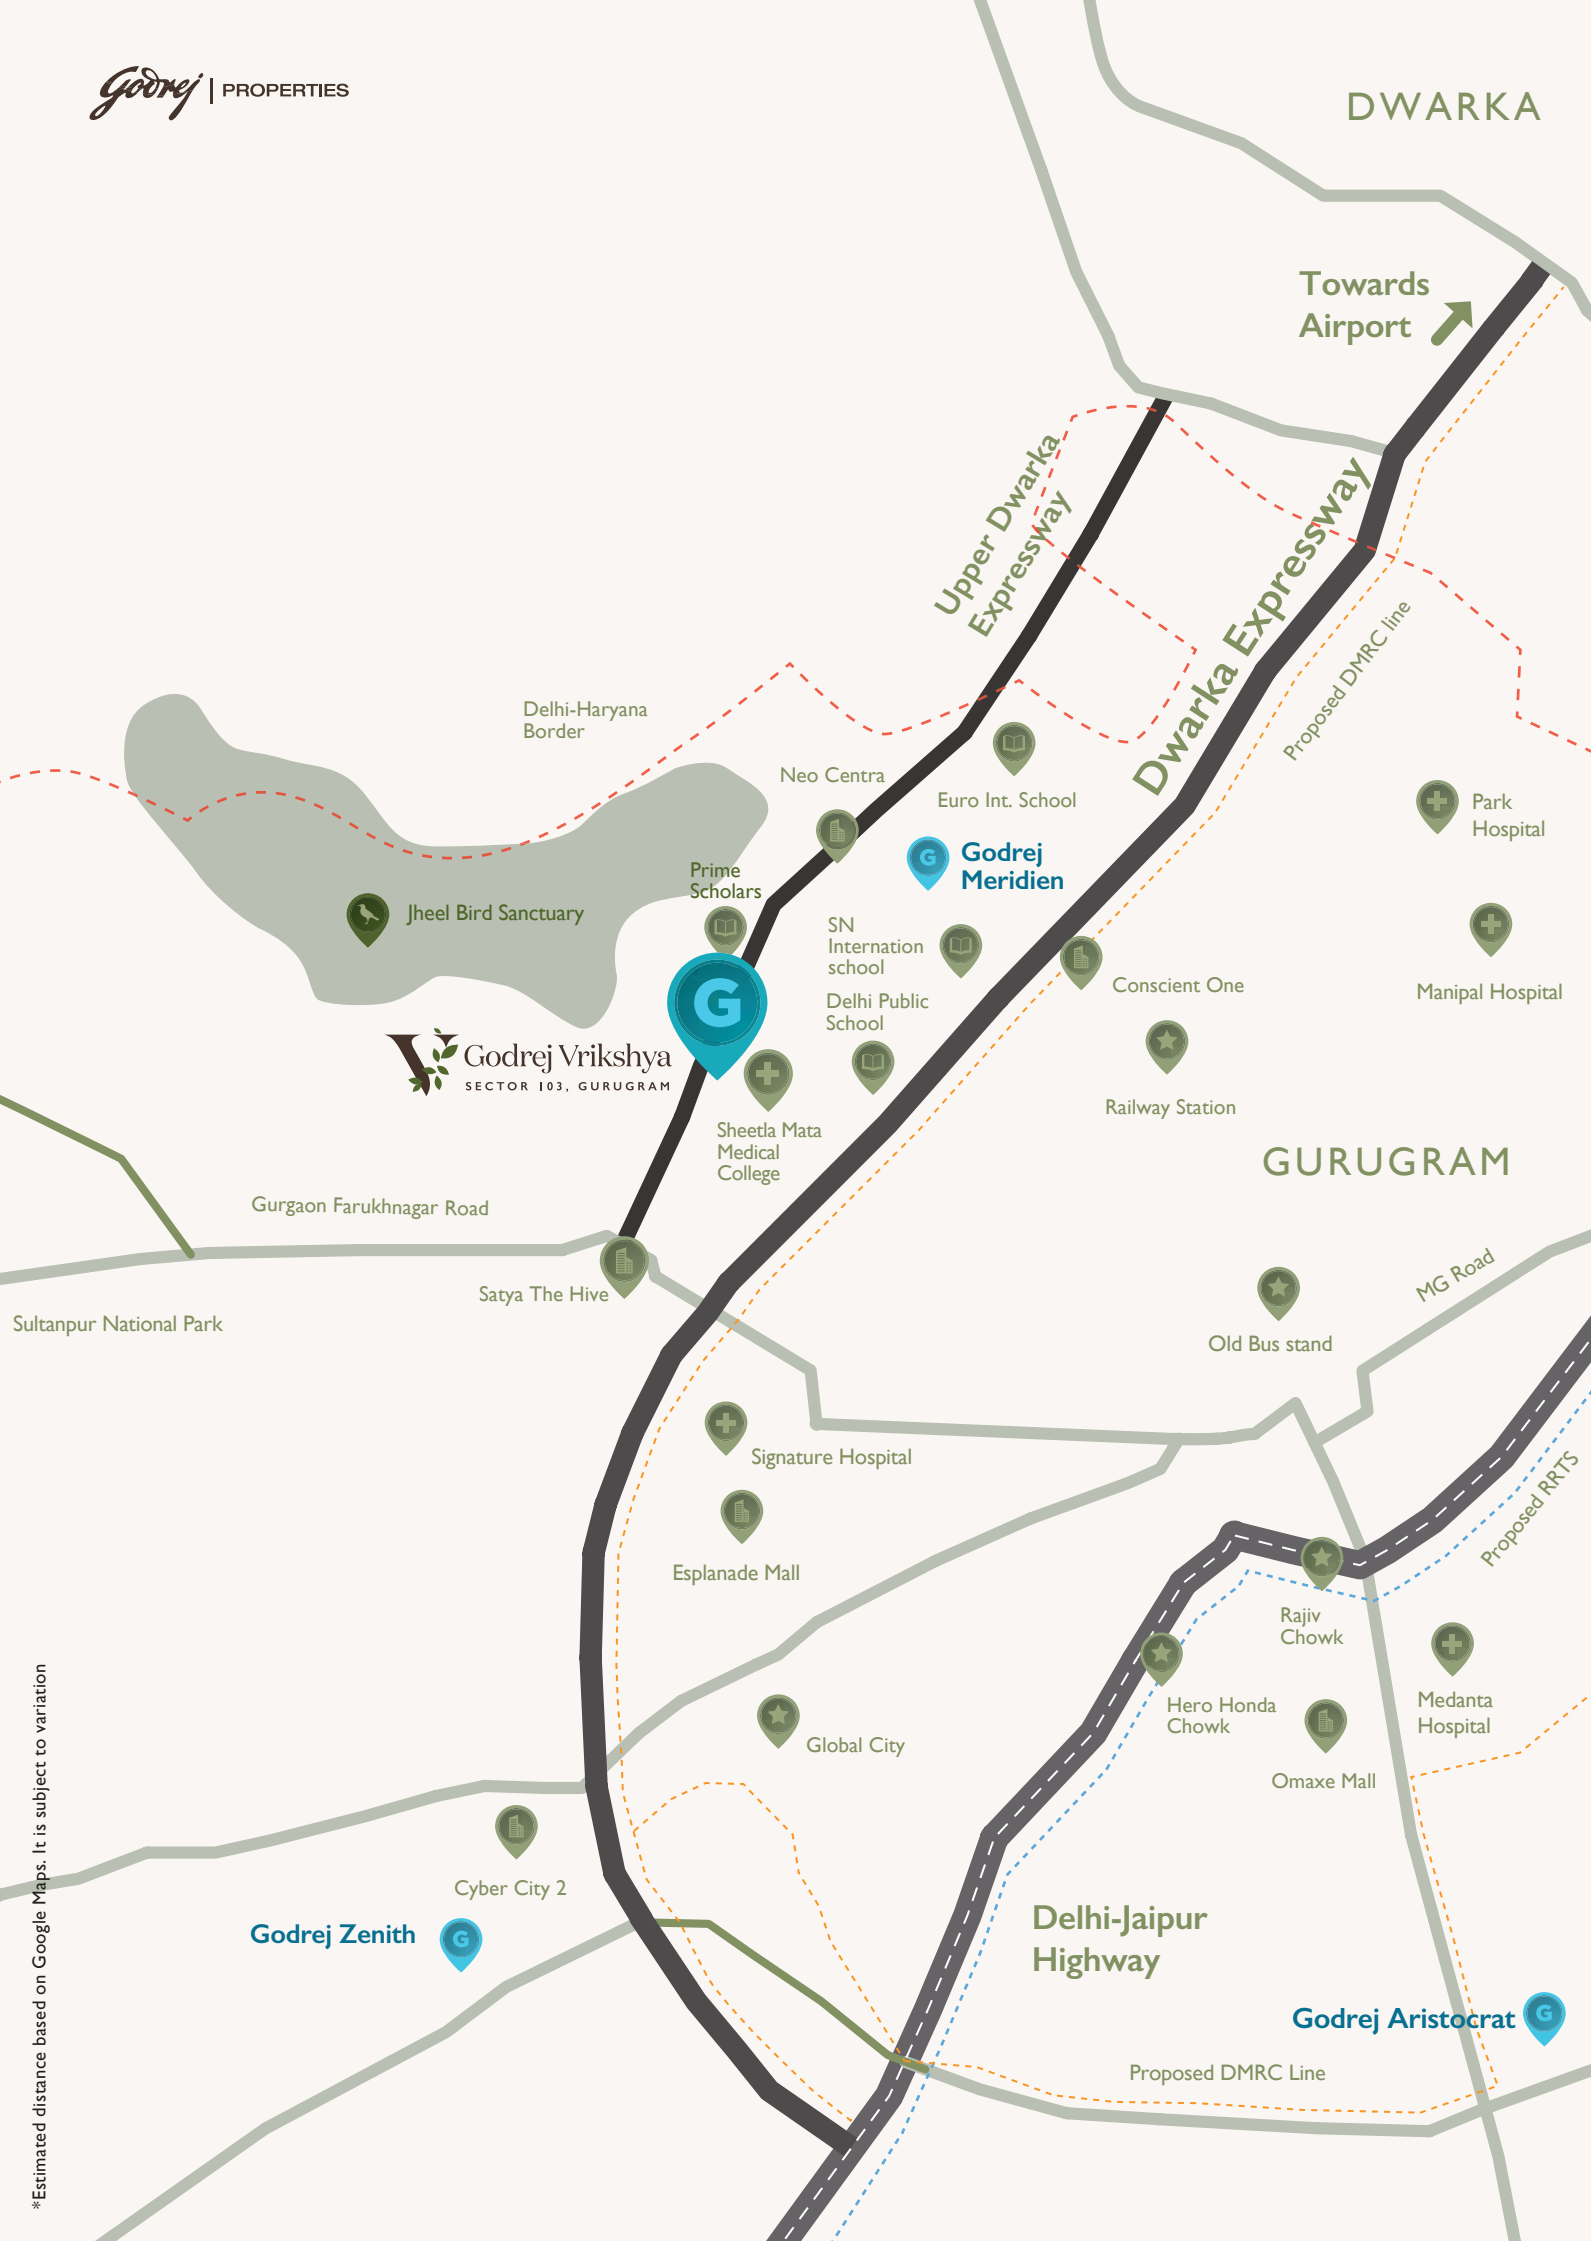 Godrej | PROPERTIES
DWARKA
Towards
Airport
Upper Dwarka
Expressway
Dwarka Expressway
Proposed DMRC line
Delhi-Haryana
Border
Neo Centra
Euro Int. School
Park
Hospital
Godrej
Meridien
Prime
Scholars
Jheel Bird Sanctuary
SN
Internation
school
Manipal Hospital
Conscient One
G
Delhi Public
School
Godrej Vrikshya
SECTOR 103, GURUGRAM
Railway Station
Sheetla Mata
Medical
College
GURUGRAM
Gurgaon Farukhnagar Road
MG Road
Satya The Hive
Sultanpur National Park
Old Bus stand
Signature Hospital
Proposed RRTS
Esplanade Mall
Rajiv
Chowk
Hero Honda
Chowk
Medanta
Hospital
Global City
Omaxe Mall
Cyber City 2
Godrej Zenith
G
Delhi-Jaipur
Highway
Godrej Aristocrat
G
Proposed DMRC Line
G
*Estimated distance based on Google Maps. It is subject to variation